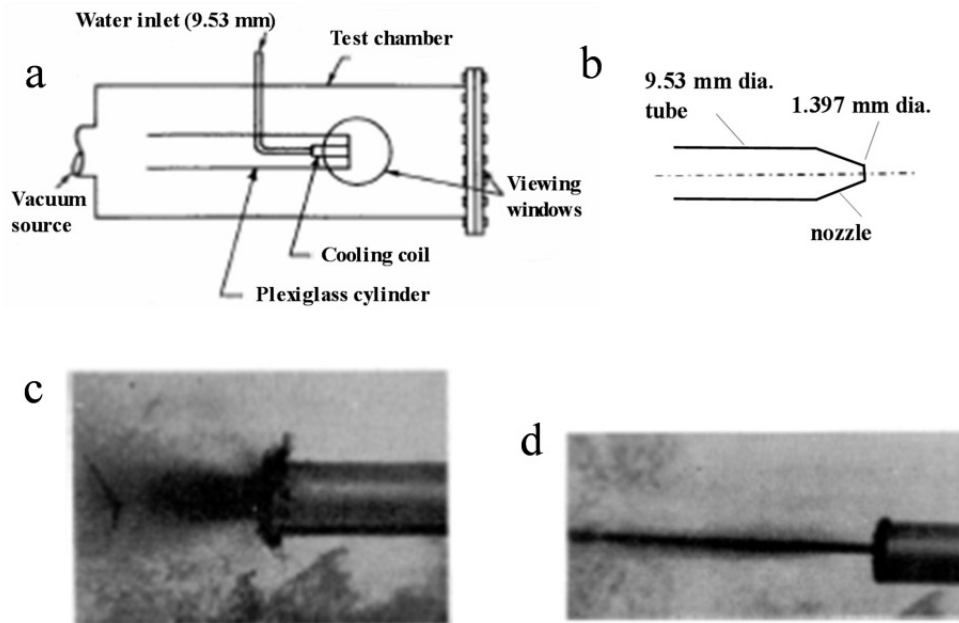 Water inlet (9.53 mm)
Test chamber
a
Vacuum
source
Viewing
windows
Cooling coil
Plexiglass cylinder
b
9.53 mm dia.
tube
1.397 mm dia.
nozzle
c
d